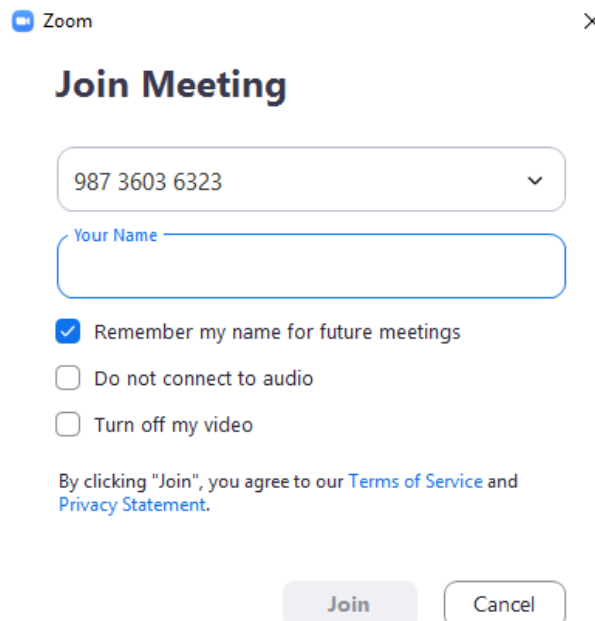 Zoom
Join Meeting
987 3603 6323
Your Name
Remember my name for future meetings
Do not connect to audio
Turn off my video
By clicking "Join", you agree to our Terms of Service and
Privacy Statement.
Join Cancel